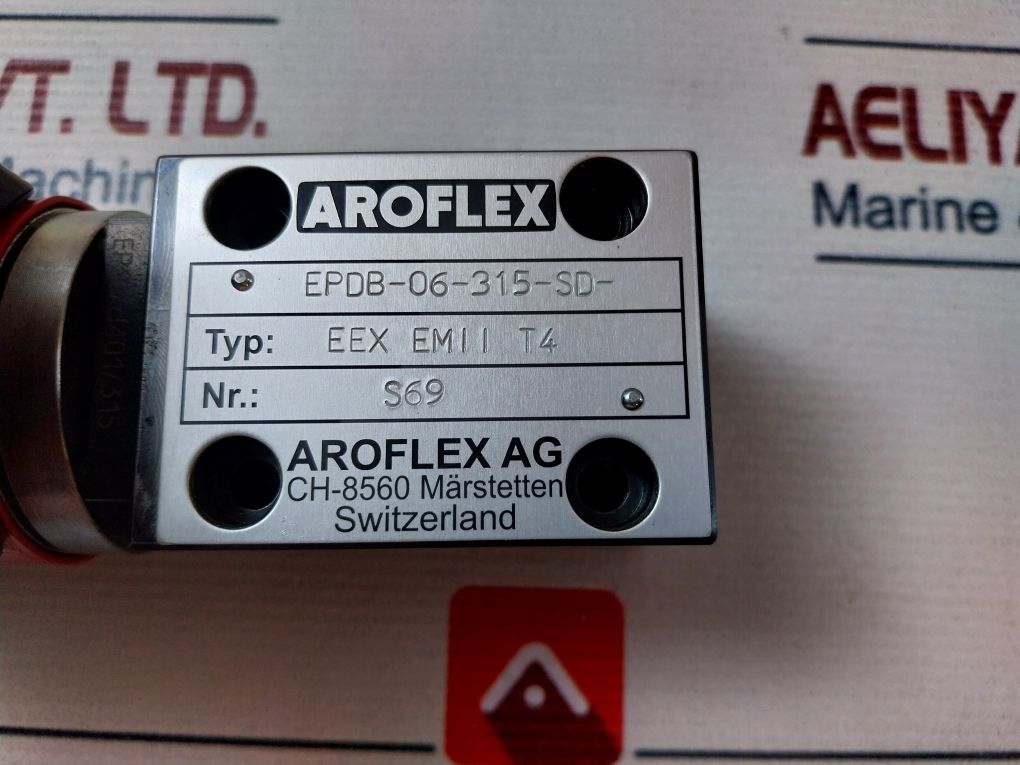 VT. LTD.
Machin
AELIYA
Marine &
AROFLEX
EPDB-06-315-SD-
Typ: EEX EMII T4
Nr.: S69
AROFLEX AG
CH-8560 Märstetten
Switzerland